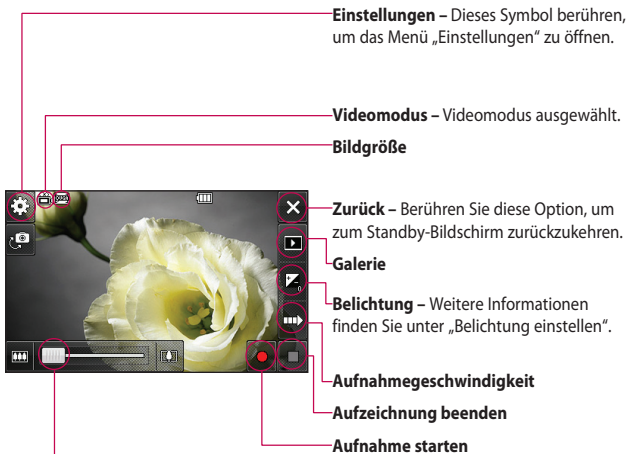 Einstellungen – Dieses Symbol berühren,
um das Menü „Einstellungen" zu öffnen.
Videomodus – Videomodus ausgewählt.
Bildgröße
Zurück – Berühren Sie diese Option, um
zum Standby-Bildschirm zurückzukehren.
Galerie
Belichtung – Weitere Informationen
finden Sie unter „Belichtung einstellen".
Aufnahmegeschwindigkeit
Aufzeichnung beenden
Aufnahme starten